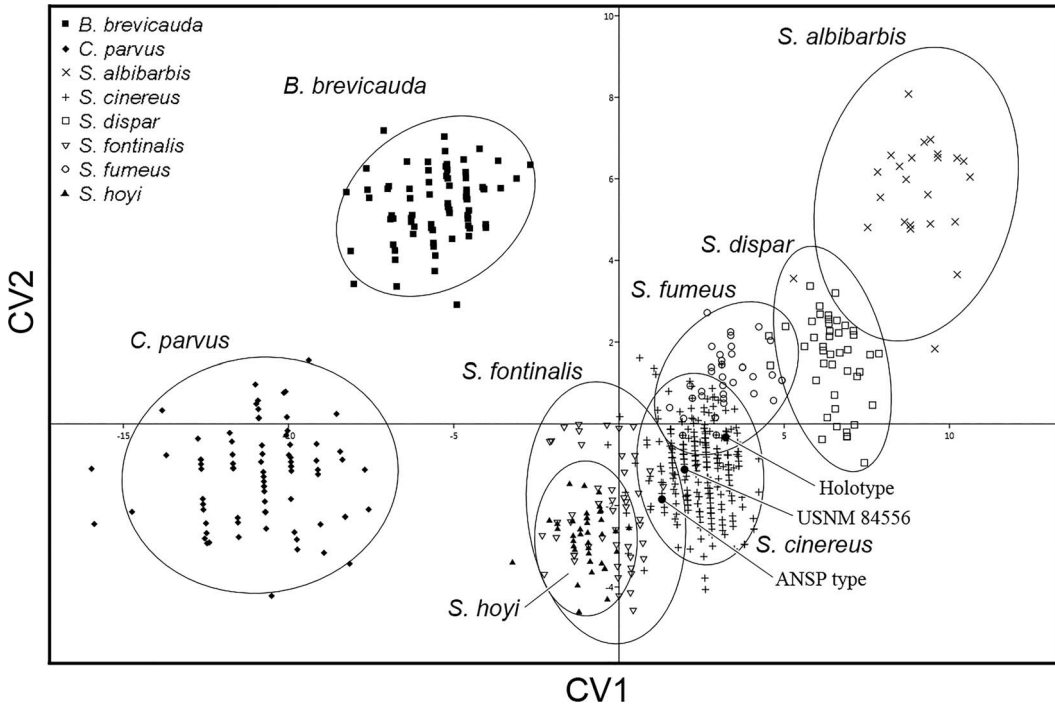 B. brevicauda
C. parvus
S. albibarbis
S. cinereus
S. dispar
S. fontinalis
S. fumeus
S. hoyi
10
S. albibarbis
B. brevicauda
8
6
S. dispar
4
S. fumeus
C. parvus
S. fontinalis
2
-15
-10
-5
5
10
Holotype
USNM 84556
S. cinereus
ANSP type
-4
S. hoyi
CV2
CV1